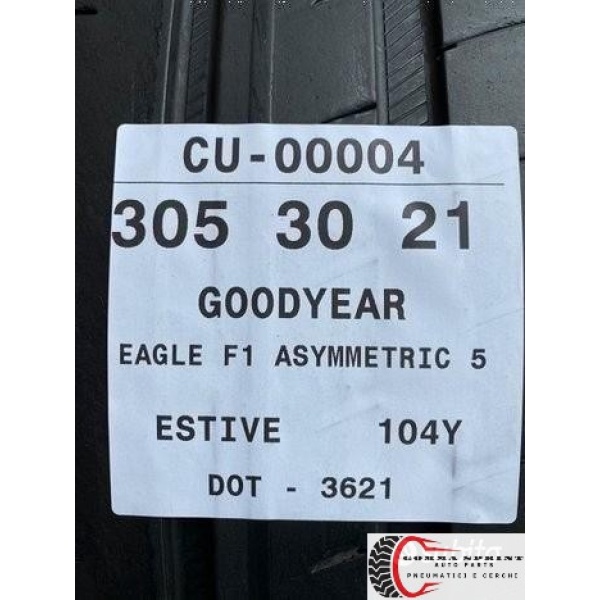 CU-00004
305 30 21
GOODYEAR
EAGLE F1 ASYMMETRIC 5
ESTIVE 104Y
DOT - 3621
GOMMA SPRINT
AUTO PARTS
PNEUMATICI E CERCHI